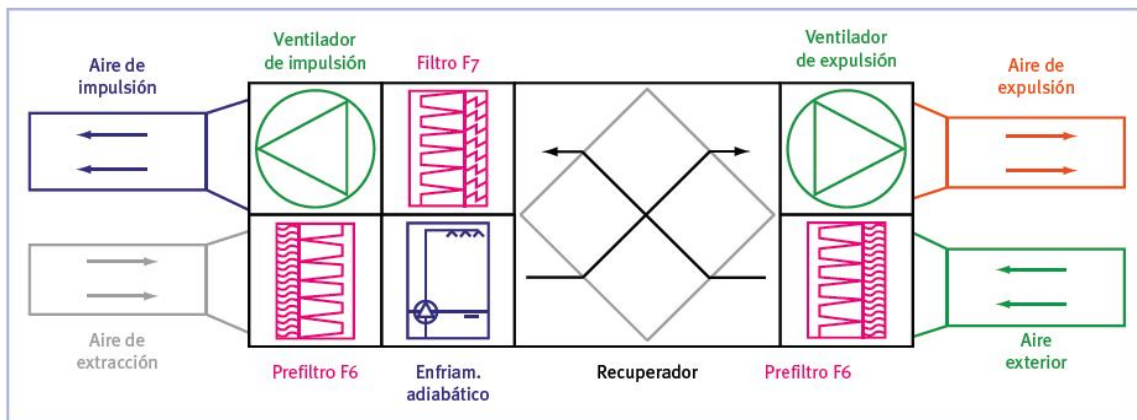 Ventilador
de impulsión
Filtro F7
Ventilador
de expulsión
Aire de
impulsión
Aire de
expulsión
Aire de
extracción
Aire
exterior
Prefiltro F6
Enfriam.
adiabático
Recuperador
Prefiltro F6